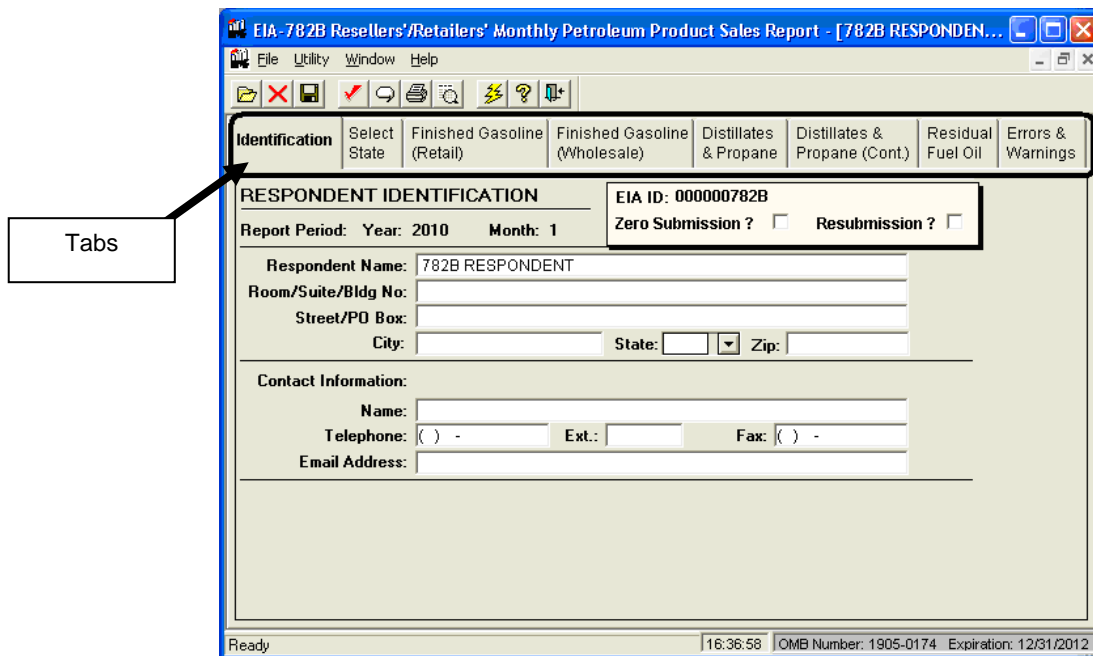 EIA-782B Resellers'/Retailers' Monthly Petroleum Product Sales Report - [782B RESPONDEN...
File Utility Window Help
Identification
Select State
Finished Gasoline (Retail)
Finished Gasoline (Wholesale)
Distillates & Propane
Distillates & Propane (Cont.)
Residual Fuel Oil
Errors & Warnings
Tabs
RESPONDENT IDENTIFICATION
EIA ID: 000000782B
Zero Submission ? Resubmission ?
Report Period: Year: 2010 Month: 1
Respondent Name: 782B RESPONDENT
Room/Suite/Bldg No:
Street/PO Box:
City: State: Zip:
Contact Information:
Name:
Telephone: ( ) - Ext.: Fax: ( ) -
Email Address:
Ready 16:36:58 OMB Number: 1905-0174 Expiration: 12/31/2012